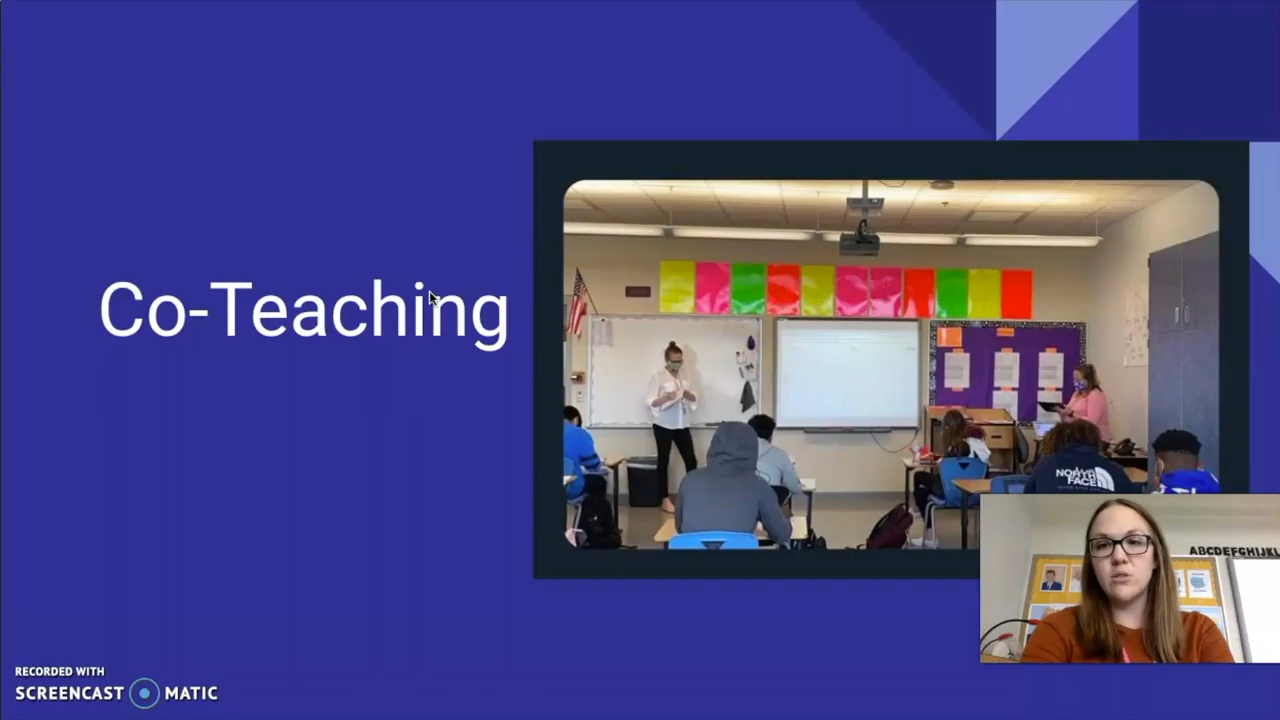 Co-Teaching
NORTH
FACE
ABCDEFGHIJKL
RECORDED WITH
SCREENCAST MATIC